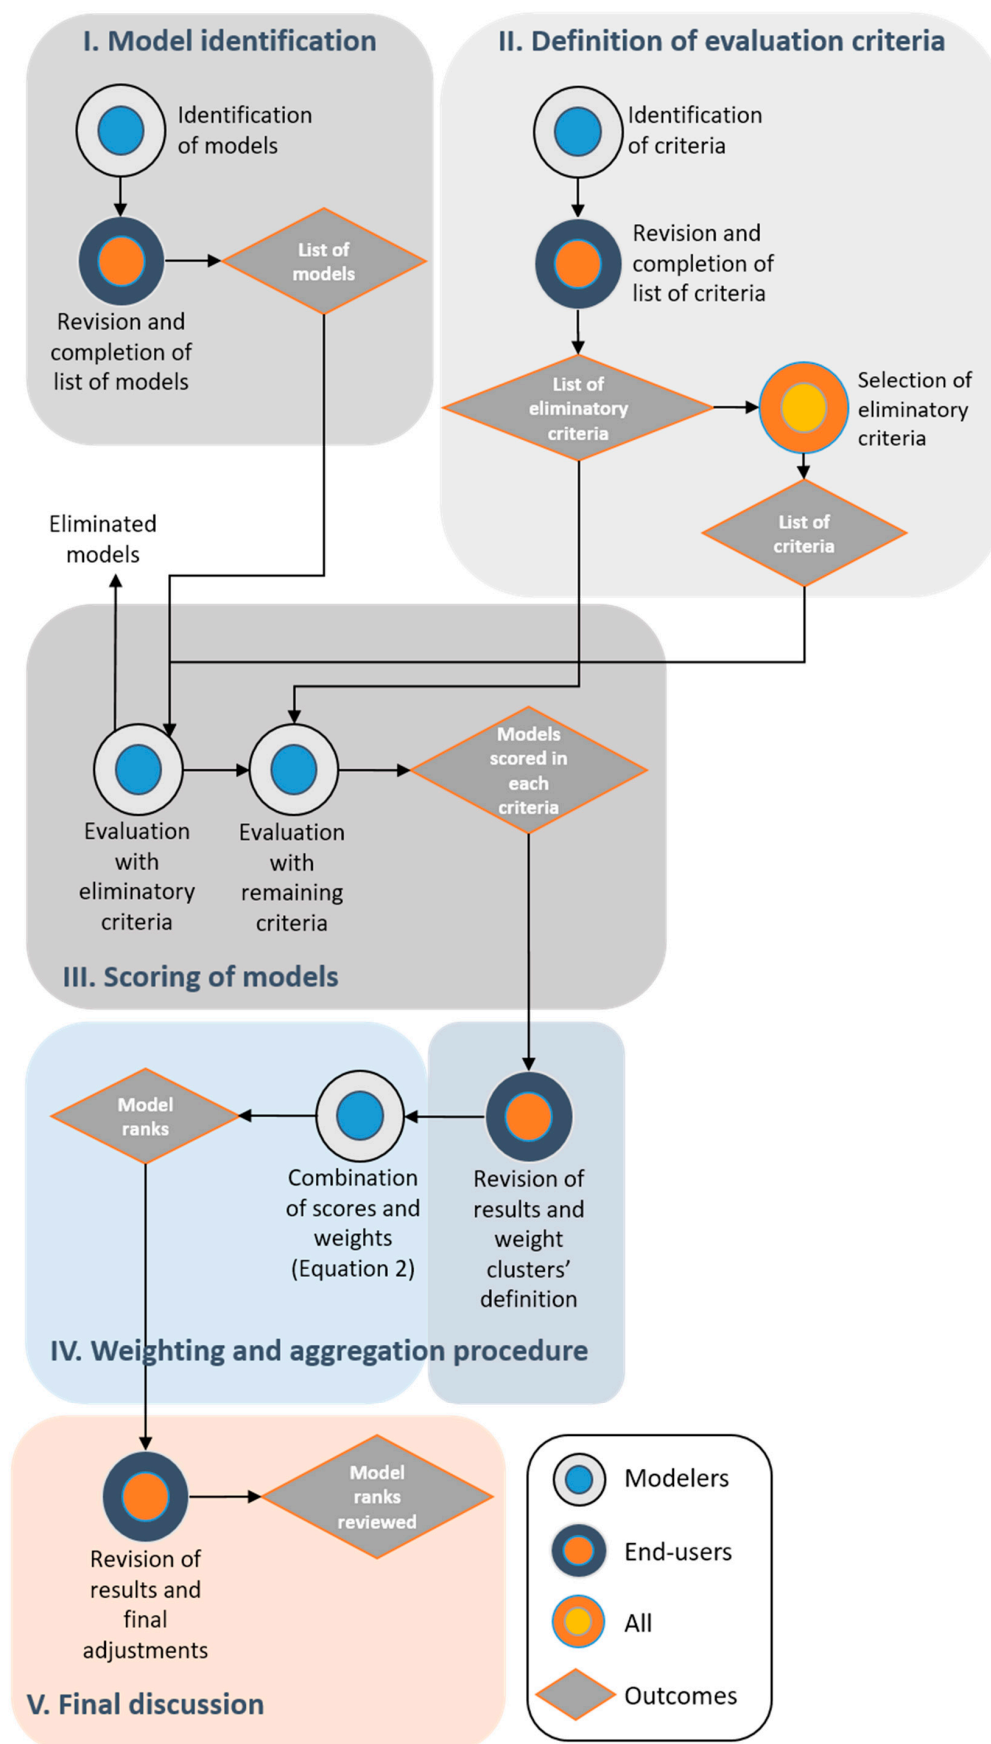 I. Model identification
Identification
of models
List of
models
Revision and
completion of
list of models
II. Definition of evaluation criteria
Identification
of criteria
Revision and
completion of
list of criteria
List of
eliminatory
criteria
Selection of
eliminatory
criteria
List of
criteria
Eliminated
models
Models
scored in
each
criteria
Evaluation
with
eliminatory
criteria
Evaluation
with
remaining
criteria
III. Scoring of models
Model
ranks
Combination
of scores and
weights
(Equation 2)
Revision of
results and
weight
clusters’
definition
IV. Weighting and aggregation procedure
Model
ranks
reviewed
Revision of
results and
final
adjustments
V. Final discussion
Modelers
End-users
All
Outcomes